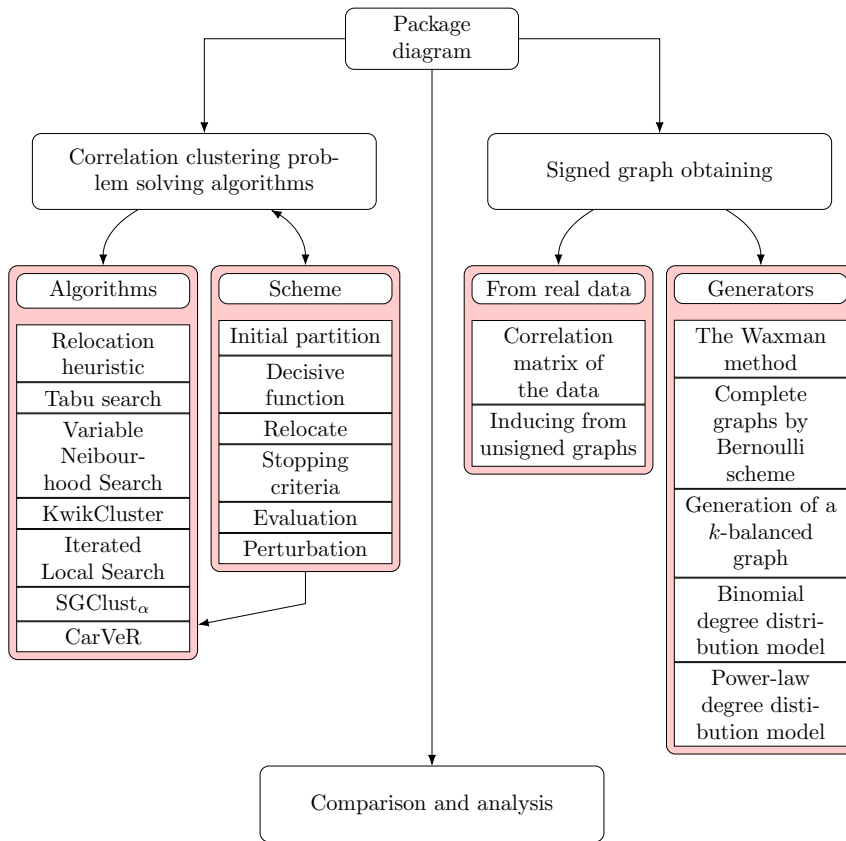 Package
diagram
Correlation clustering prob-
lem solving algorithms
Signed graph obtaining
Algorithms
Relocation
heuristic
Tabu search
Variable
Neibour-
hood Search
KwikCluster
Iterated
Local Search
SGClustα
CarVeR
Scheme
Initial partition
Decisive
function
Relocate
Stopping
criteria
Evaluation
Perturbation
From real data
Correlation
matrix of
the data
Inducing from
unsigned graphs
Generators
The Waxman
method
Complete
graphs by
Bernoulli
scheme
Generation of a
k-balanced
graph
Binomial
degree distri-
bution model
Power-law
degree disti-
bution model
Comparison and analysis